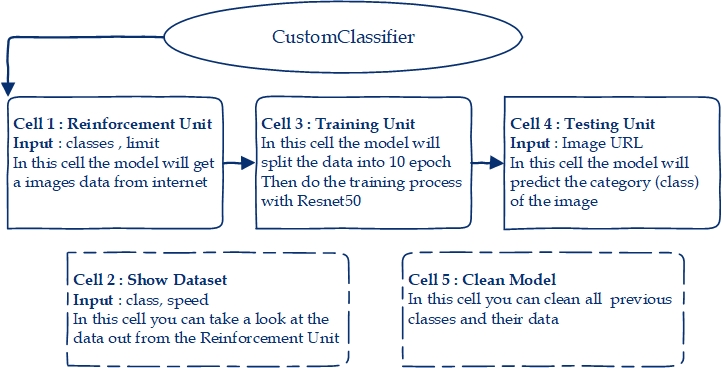 CustomClassifier
Cell 1 : Reinforcement Unit
Input : classes , limit
In this cell the model will get
a images data from internet
Cell 3 : Training Unit
In this cell the model will
split the data into 10 epoch
Then do the training process
with Resnet50
Cell 4 : Testing Unit
Input : Image URL
In this cell the model will
predict the category (class)
of the image
Cell 2 : Show Dataset
Input : class, speed
In this cell you can take a look at the
data out from the Reinforcement Unit
Cell 5 : Clean Model
In this cell you can clean all previous
classes and their data